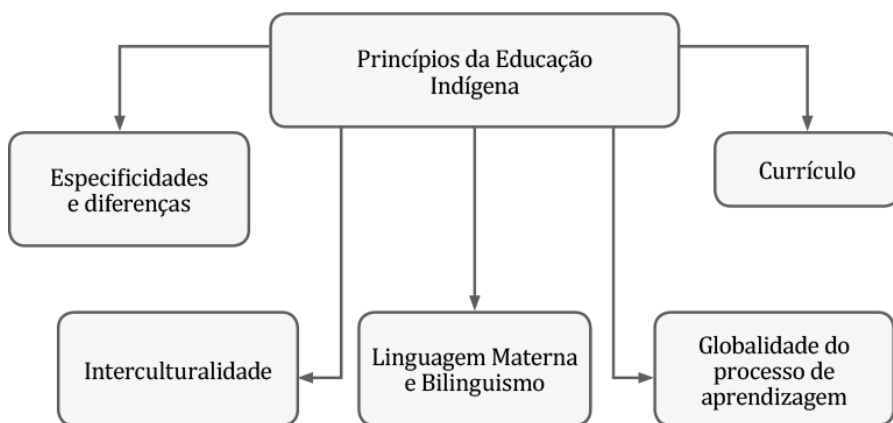 Princípios da Educação
Indígena
Especificidades
e diferenças
Currículo
Interculturalidade
Linguagem Materna
e Bilinguismo
Globalidade do
processo de
aprendizagem